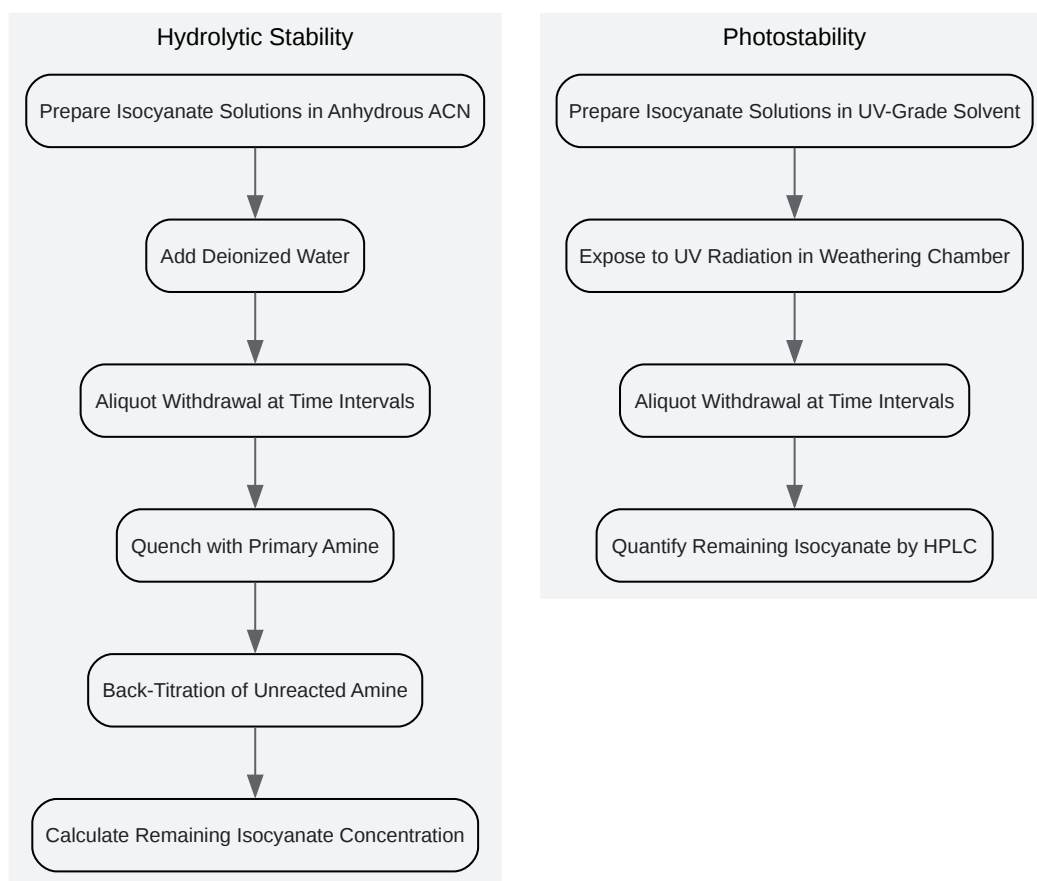 Hydrolytic Stability
Prepare Isocyanate Solutions in Anhydrous ACN
Add Deionized Water
Aliquot Withdrawal at Time Intervals
Quench with Primary Amine
Back-Titration of Unreacted Amine
Calculate Remaining Isocyanate Concentration
Photostability
Prepare Isocyanate Solutions in UV-Grade Solvent
Expose to UV Radiation in Weathering Chamber
Aliquot Withdrawal at Time Intervals
Quantify Remaining Isocyanate by HPLC